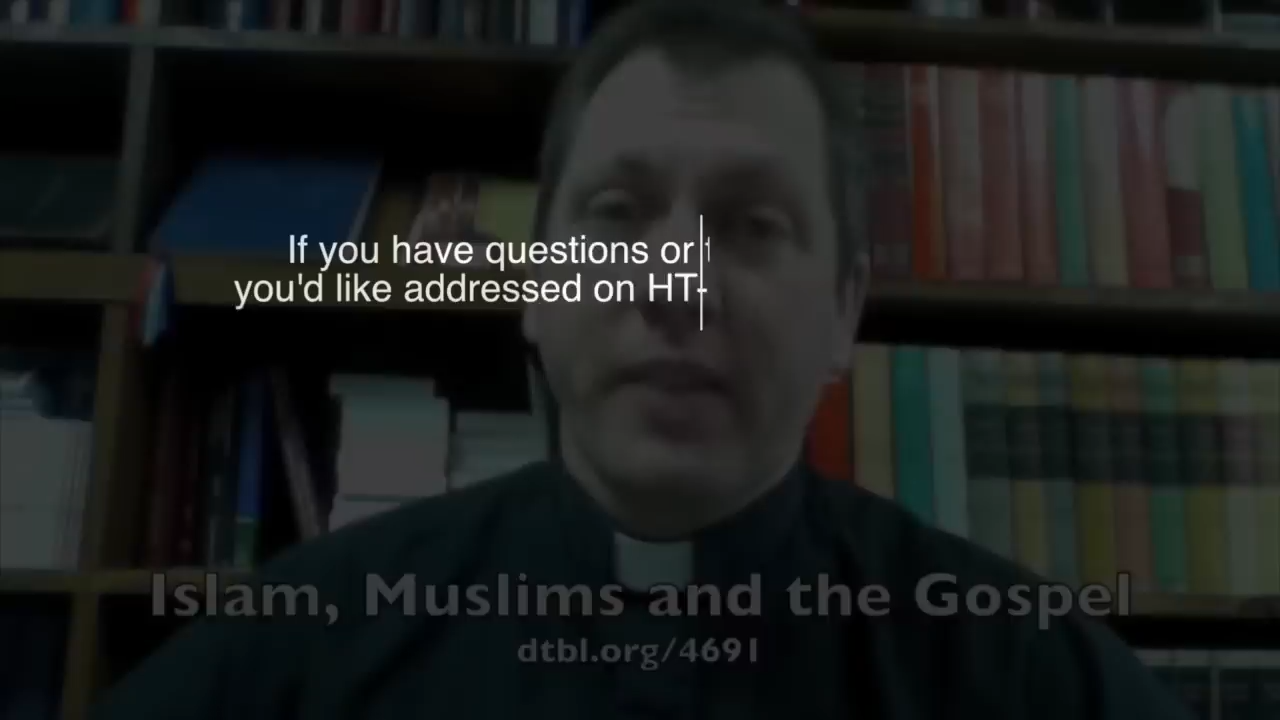 If you have questions or
you'd like addressed on HT-
Islam, Muslims and the Gospel
dtbl.org/4691